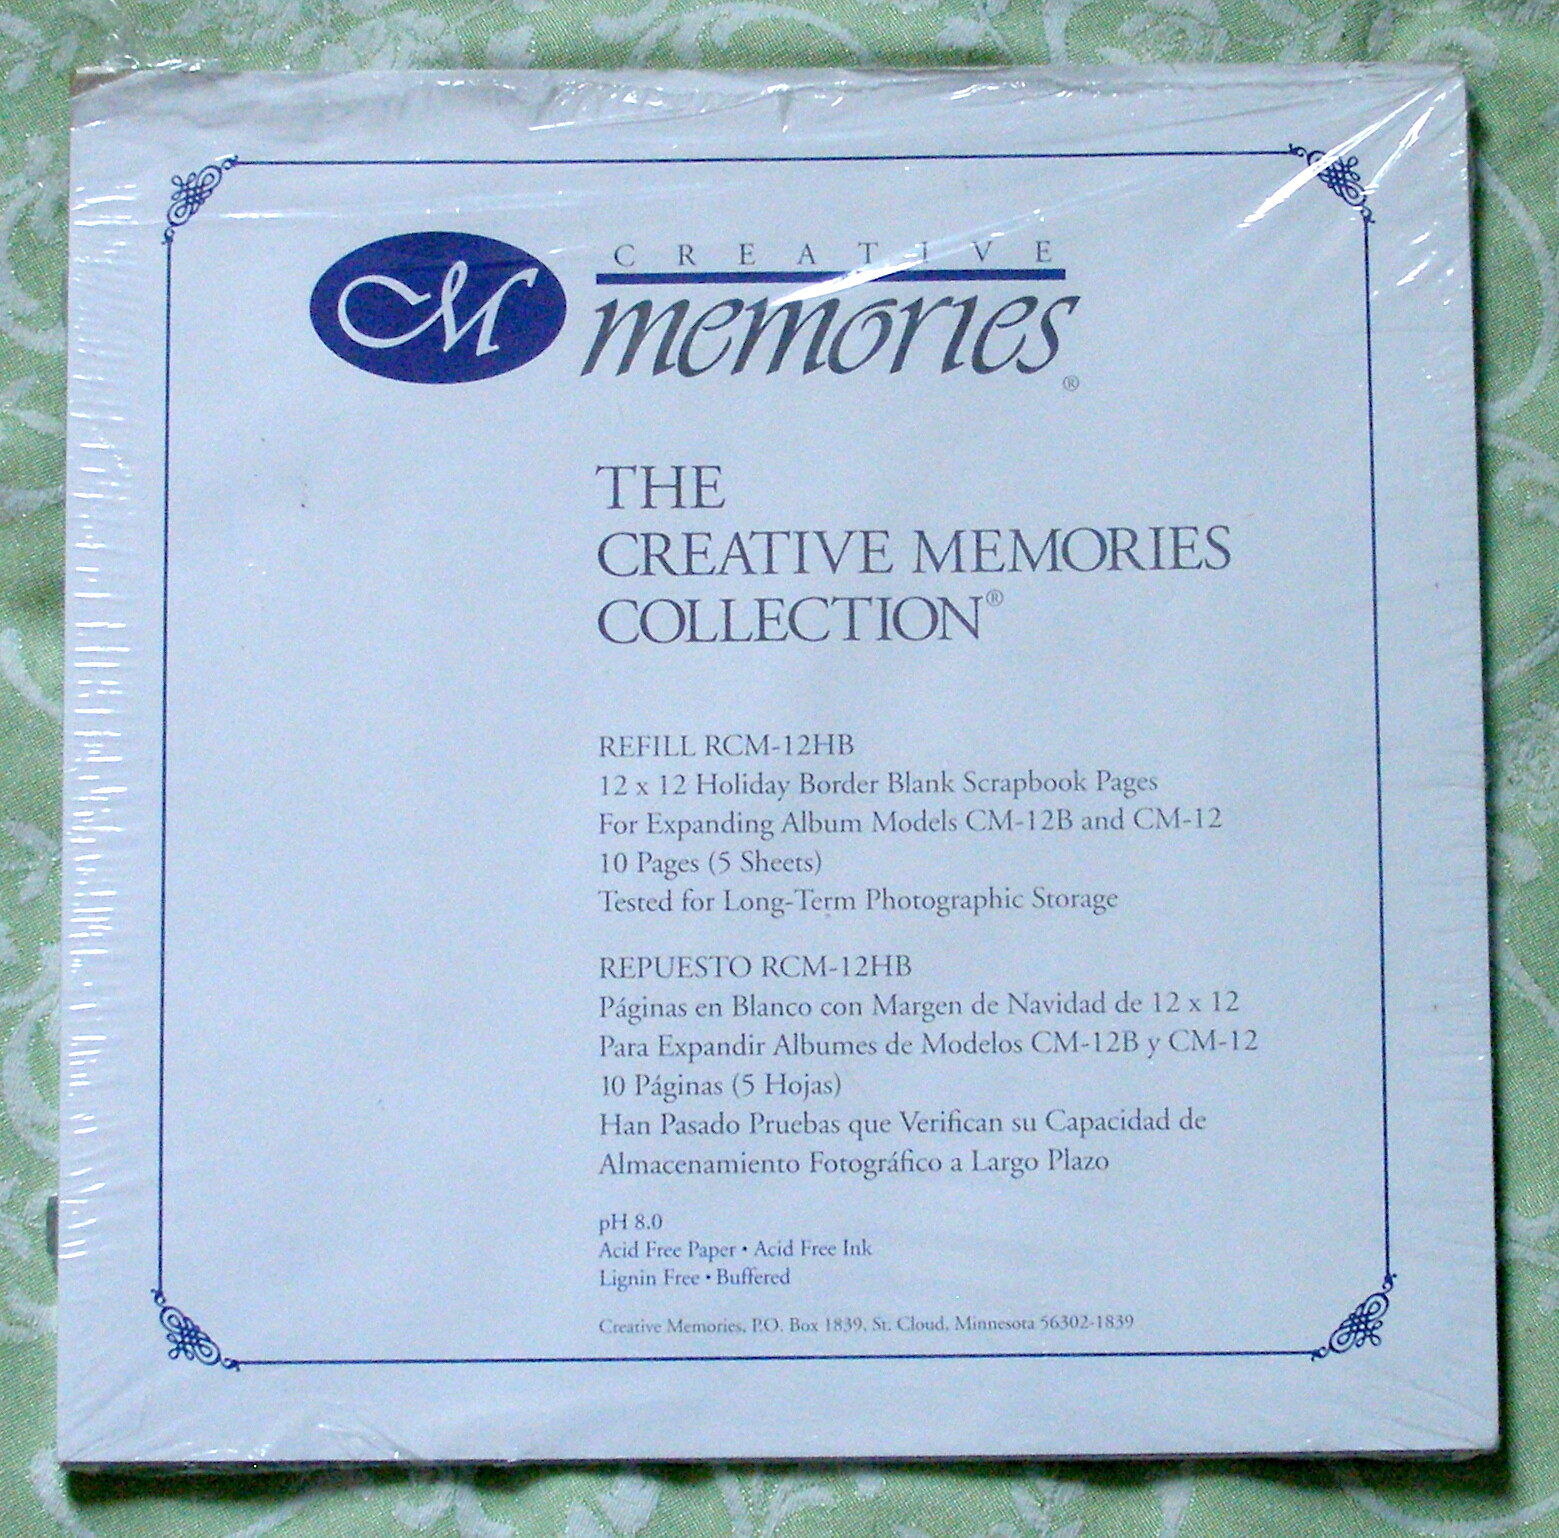 CREATIVE
memories®
THE
CREATIVE MEMORIES
COLLECTION®
REFILL RCM-12HB
12 x 12 Holiday Border Blank Scrapbook Pages
For Expanding Album Models CM-12B and CM-12
10 Pages (5 Sheets)
Tested for Long-Term Photographic Storage
REPUESTO RCM-12HB
Páginas en Blanco con Margen de Navidad de 12 x 12
Para Expandir Albumes de Modelos CM-12B y CM-12
10 Páginas (5 Hojas)
Han Pasado Pruebas que Verifican su Capacidad de
Almacenamiento Fotográfico a Largo Plazo
pH 8.0
Acid Free Paper • Acid Free Ink
Lignin Free • Buffered
Creative Memories, P.O. Box 1839, St. Cloud, Minnesota 56302-1839